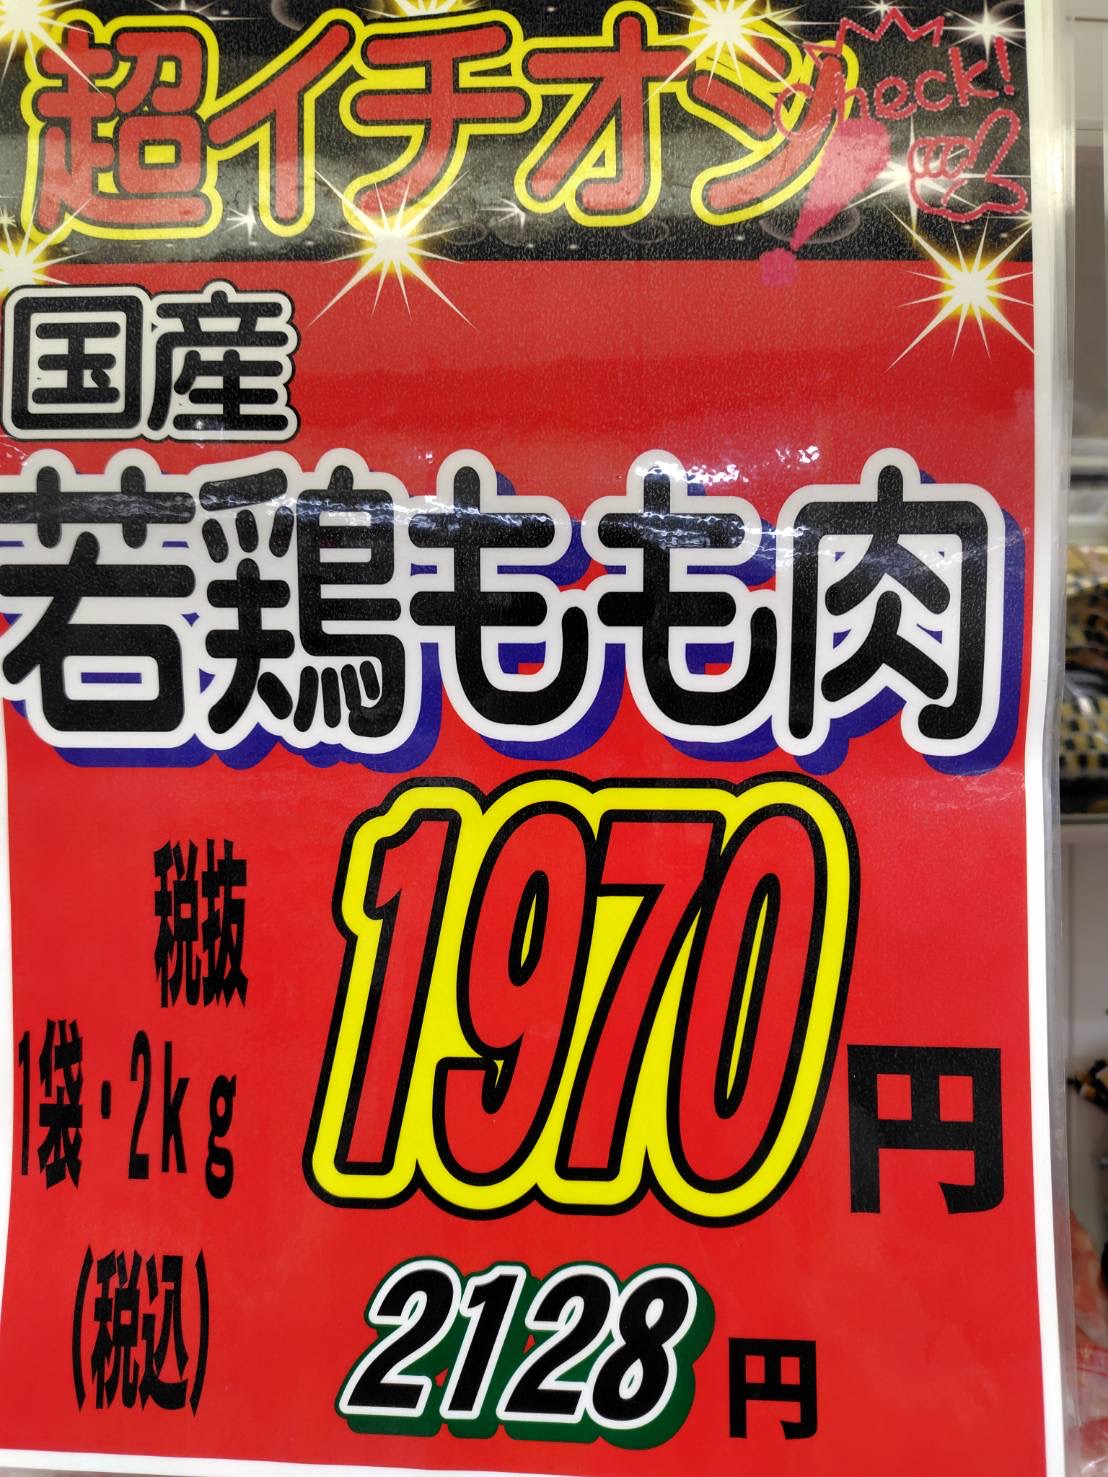 超イチオシ
Check!
国産
若鶏もも肉
税抜
1袋・2kg
1970円
(税込)
2128円